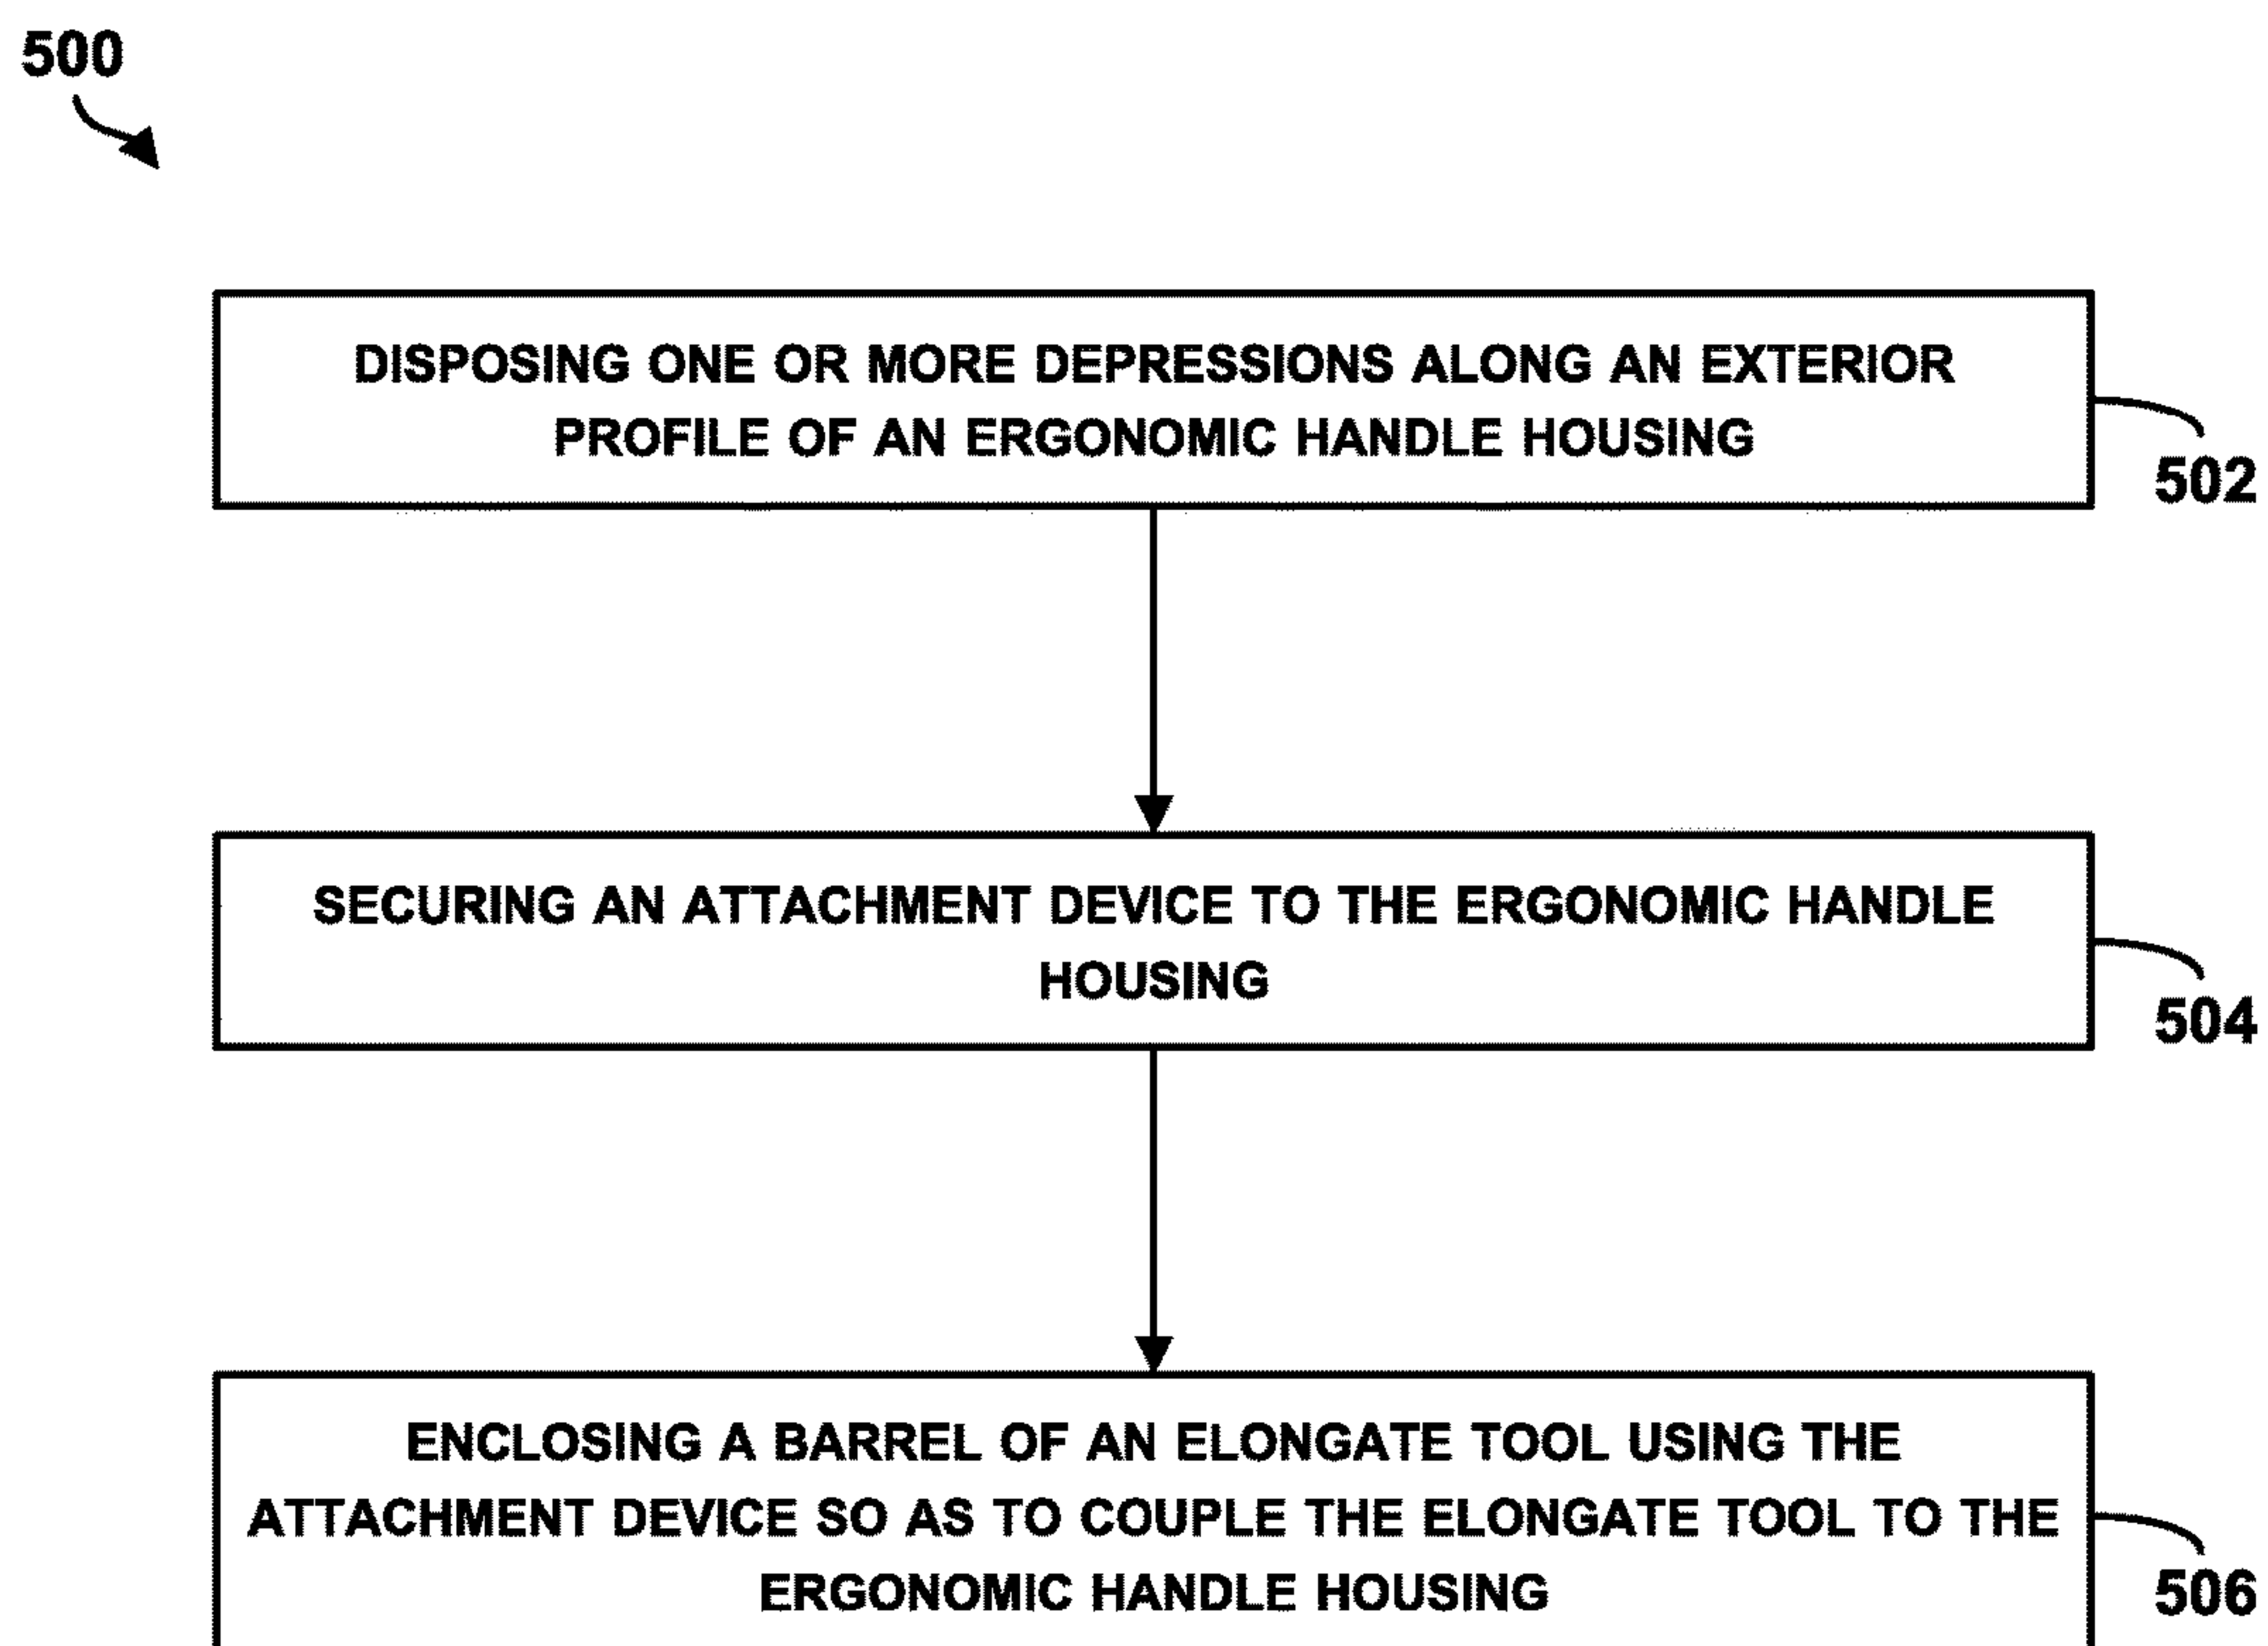 500
DISPOSING ONE OR MORE DEPRESSIONS ALONG AN EXTERIOR
PROFILE OF AN ERGONOMIC HANDLE HOUSING
502
SECURING AN ATTACHMENT DEVICE TO THE ERGONOMIC HANDLE
HOUSING
504
ENCLOSING A BARREL OF AN ELONGATE TOOL USING THE
ATTACHMENT DEVICE SO AS TO COUPLE THE ELONGATE TOOL TO THE
ERGONOMIC HANDLE HOUSING
506